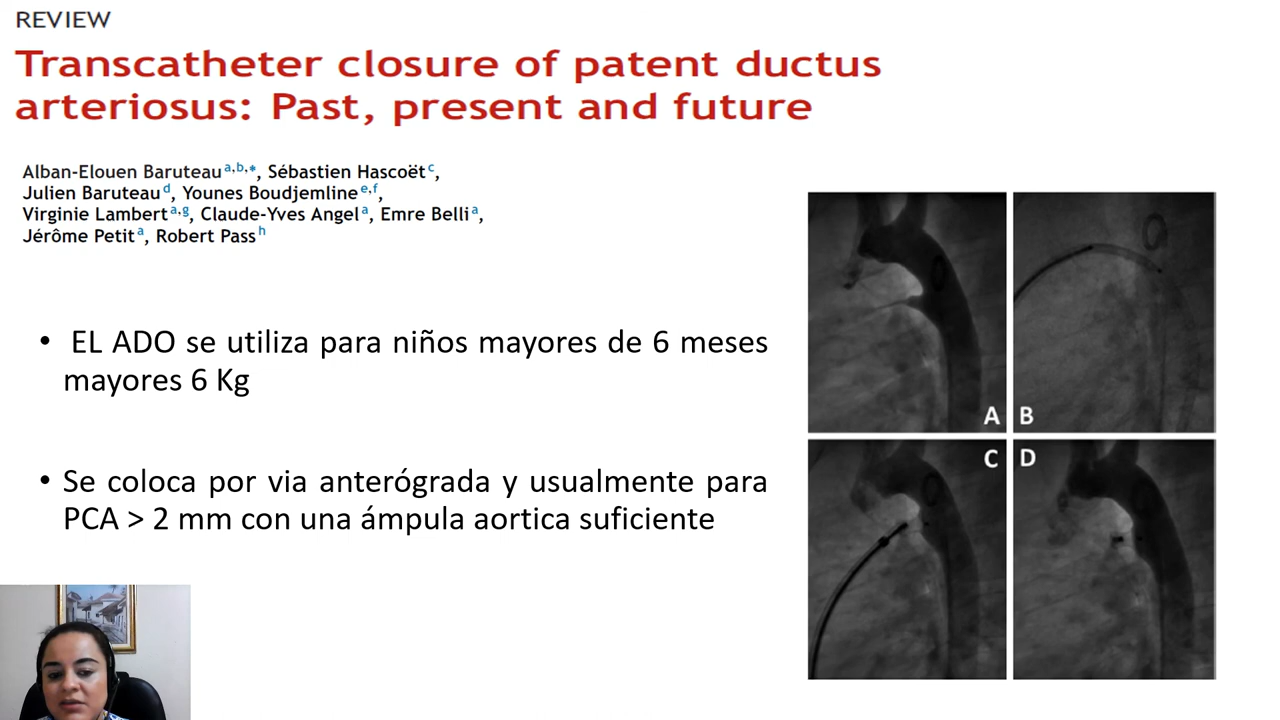 REVIEW
Transcatheter closure of patent ductus
arteriosus: Past, present and future
Alban-Elouen Baruteau a,b,*, Sébastien Hascoët c,
Julien Baruteau d, Younes Boudjemline e,f,
Virginie Lambert a,g, Claude-Yves Angel a, Emre Belli a,
Jérôme Petit a, Robert Pass h
• EL ADO se utiliza para niños mayores de 6 meses
mayores 6 Kg
• Se coloca por via anterógrada y usualmente para
PCA > 2 mm con una ámpula aortica suficiente
A B
C D